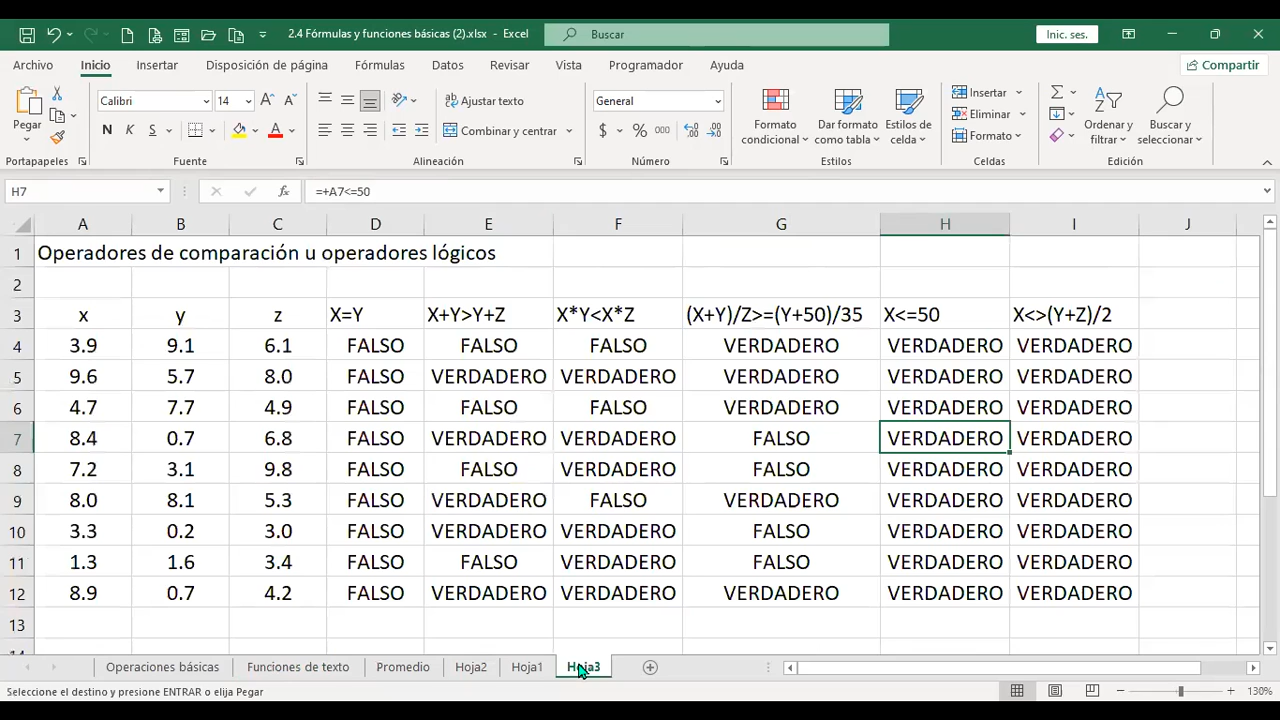 2.4 Fórmulas y funciones básicas (2).xlsx - Excel
Buscar
Inic. ses.
Archivo Inicio Insertar Disposición de página Fórmulas Datos Revisar Vista Programador Ayuda
Compartir
Pegar
Calibri 14
N K S
Ajustar texto
Combinar y centrar
General
$ % 000
Formato condicional
Dar formato como tabla
Estilos de celda
Insertar
Eliminar
Formato
Ordenar y filtrar
Buscar y seleccionar
Portapapeles Fuente Alineación Número Estilos Celdas Edición
H7 fx =+A7<=50
A B C D E F G H I J
1 Operadores de comparación u operadores lógicos
2
3 x y z X=Y X+Y>Y+Z X*Y<X*Z (X+Y)/Z>=(Y+50)/35 X<=50 X<>(Y+Z)/2
4 3.9 9.1 6.1 FALSO FALSO FALSO VERDADERO VERDADERO VERDADERO
5 9.6 5.7 8.0 FALSO VERDADERO VERDADERO VERDADERO VERDADERO VERDADERO
6 4.7 7.7 4.9 FALSO FALSO FALSO VERDADERO VERDADERO VERDADERO
7 8.4 0.7 6.8 FALSO VERDADERO VERDADERO FALSO VERDADERO VERDADERO
8 7.2 3.1 9.8 FALSO FALSO VERDADERO FALSO VERDADERO VERDADERO
9 8.0 8.1 5.3 FALSO VERDADERO FALSO VERDADERO VERDADERO VERDADERO
10 3.3 0.2 3.0 FALSO VERDADERO VERDADERO FALSO VERDADERO VERDADERO
11 1.3 1.6 3.4 FALSO FALSO VERDADERO FALSO VERDADERO VERDADERO
12 8.9 0.7 4.2 FALSO VERDADERO VERDADERO VERDADERO VERDADERO VERDADERO
13
14
Operaciones básicas Funciones de texto Promedio Hoja2 Hoja1 Hoja3
Seleccione el destino y presione ENTRAR o elija Pegar
130%